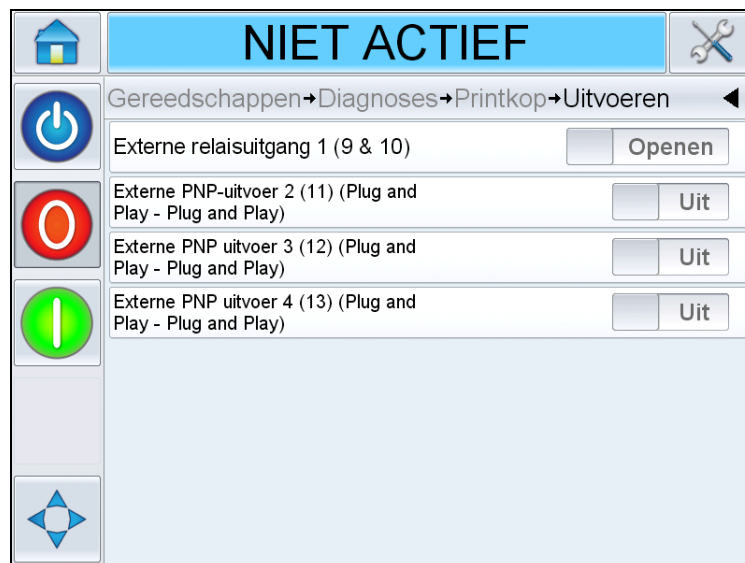 NIET ACTIEF
Gereedschappen→Diagnoses→Printkop→Uitvoeren
Externe relaisuitgang 1 (9 & 10)
Openen
Externe PNP-uitvoer 2 (11) (Plug and
Play - Plug and Play)
Uit
Externe PNP uitvoer 3 (12) (Plug and
Play - Plug and Play)
Uit
Externe PNP uitvoer 4 (13) (Plug and
Play - Plug and Play)
Uit